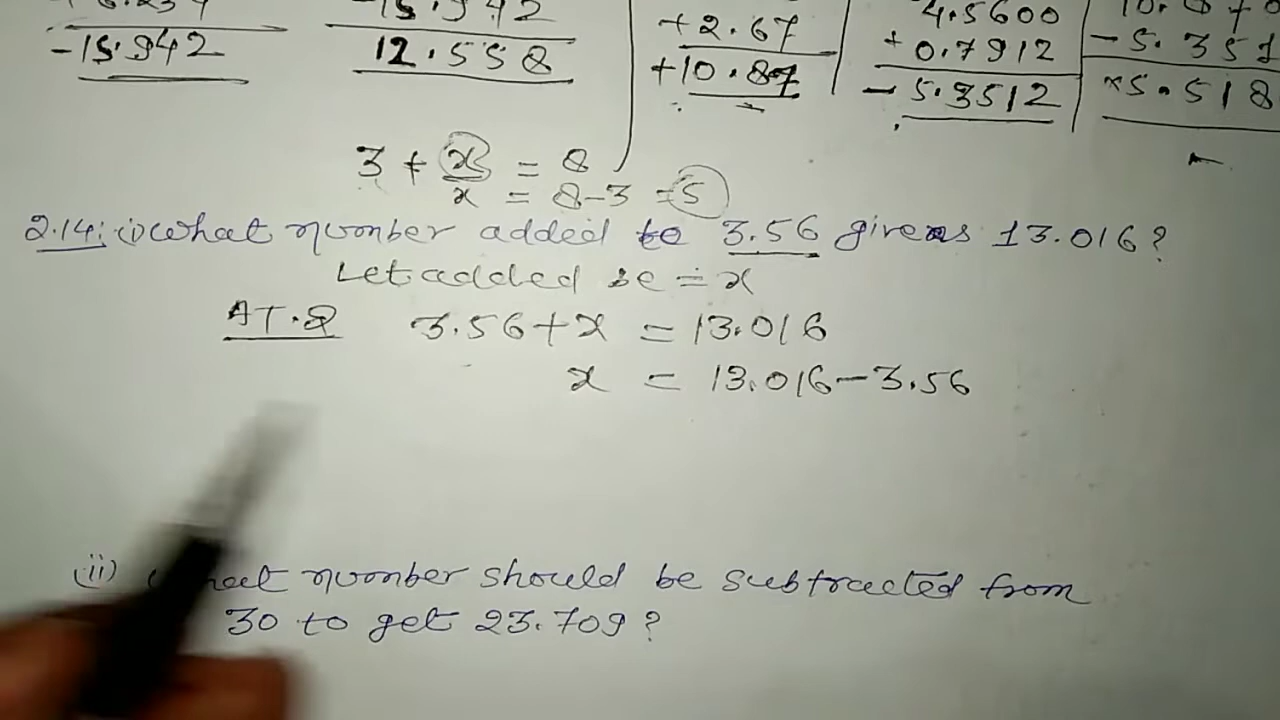 -15.942
12.558
+2.67
+10.87
4.5600
+0.7912
-5.3512
-5.351
5.518
3 + x = 8
x = 8-3 = 5
2.14: i) What number added to 3.56 gives 13.016?
Let added be = x
AT.Q 3.56+x = 13.016
x = 13.016-3.56
(ii) number should be subtracted from
30 to get 23.709?